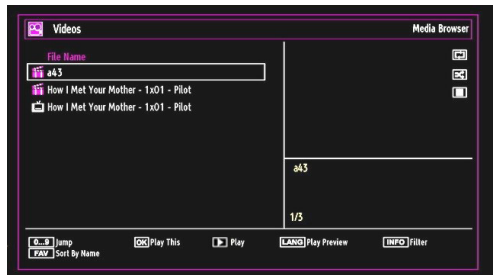 Videos Media Browser
File Name
a43
How I Met Your Mother - 1x01 - Pilot
How I Met Your Mother - 1x01 - Pilot
a43
1/3
0...9 Jump OK Play This Play LANG Play Preview INFO Filter
FAV Sort By Name